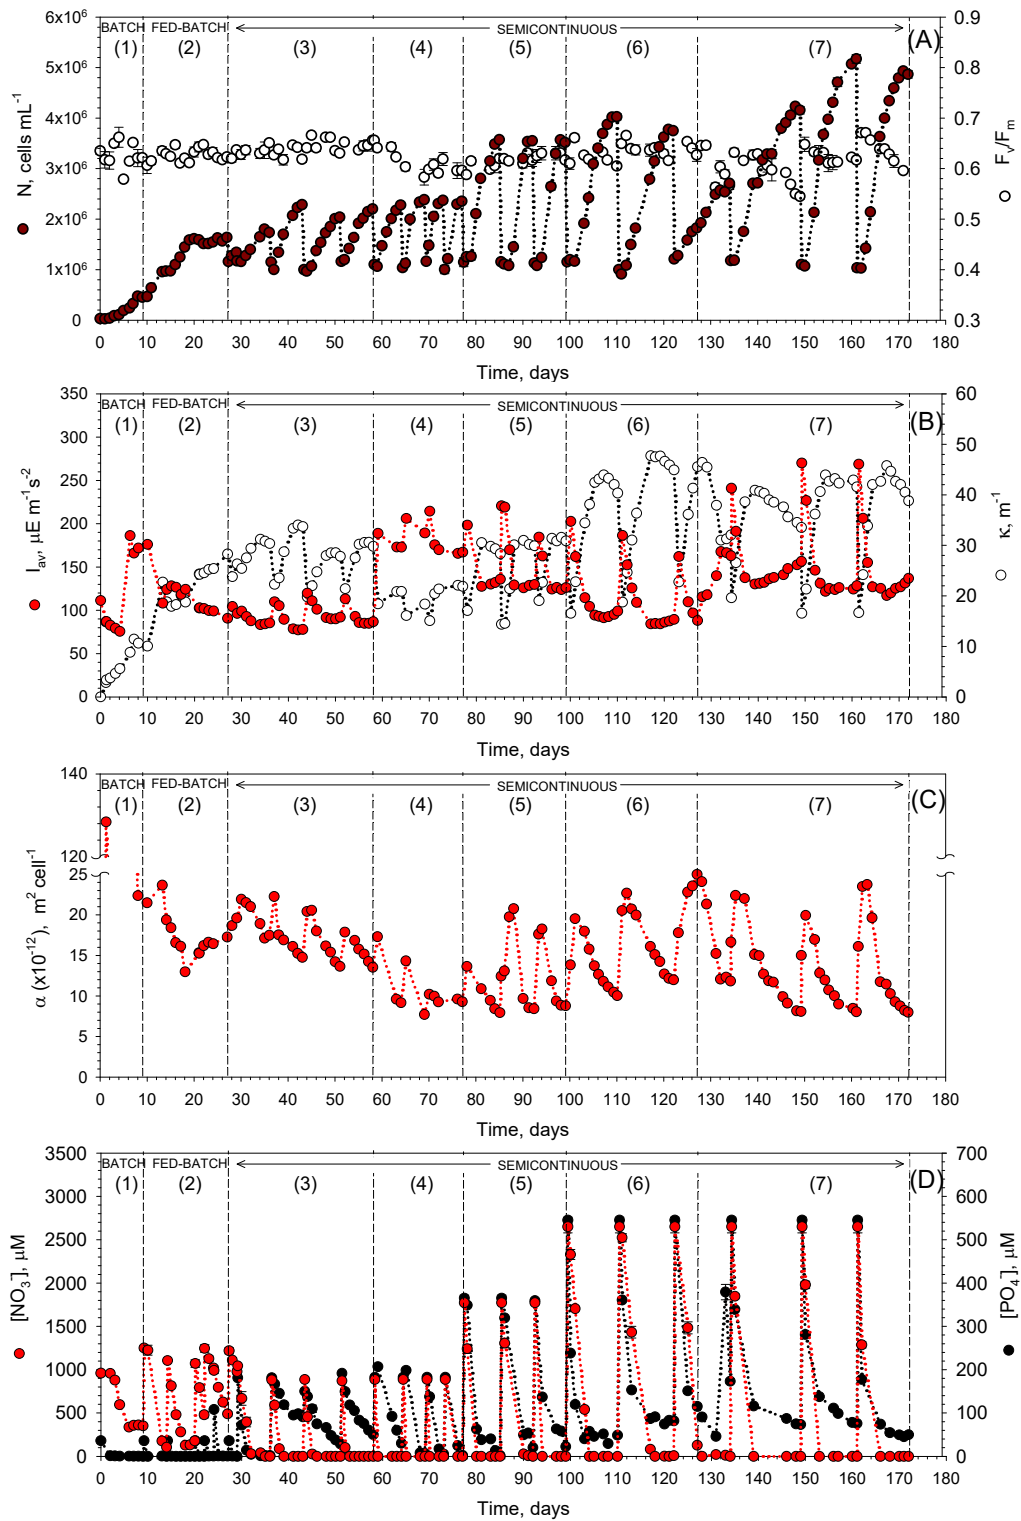 BATCH FED-BATCH SEMICONTINUOUS
(1) (2) (3) (4) (5) (6) (7) (A)
N, cells mL⁻¹
6x10⁶
5x10⁶
4x10⁶
3x10⁶
2x10⁶
1x10⁶
0
Fᵥ/Fₘ
0.9
0.8
0.7
0.6
0.5
0.4
0.3
0 10 20 30 40 50 60 70 80 90 100 110 120 130 140 150 160 170 180
Time, days
BATCH FED-BATCH SEMICONTINUOUS
(1) (2) (3) (4) (5) (6) (7) (B)
Iav, µE m⁻¹s⁻²
350
300
250
200
150
100
50
0
κ, m⁻¹
60
50
40
30
20
10
0
0 10 20 30 40 50 60 70 80 90 100 110 120 130 140 150 160 170 180
Time, days
BATCH FED-BATCH SEMICONTINUOUS
(1) (2) (3) (4) (5) (6) (7) (C)
α (x10⁻¹²), m² cell⁻¹
140
120
25
20
15
10
5
0
0 10 20 30 40 50 60 70 80 90 100 110 120 130 140 150 160 170 180
Time, days
BATCH FED-BATCH SEMICONTINUOUS
(1) (2) (3) (4) (5) (6) (7) (D)
[NO₃], µM
3500
3000
2500
2000
1500
1000
500
0
[PO₄], µM
700
600
500
400
300
200
100
0
0 10 20 30 40 50 60 70 80 90 100 110 120 130 140 150 160 170 180
Time, days